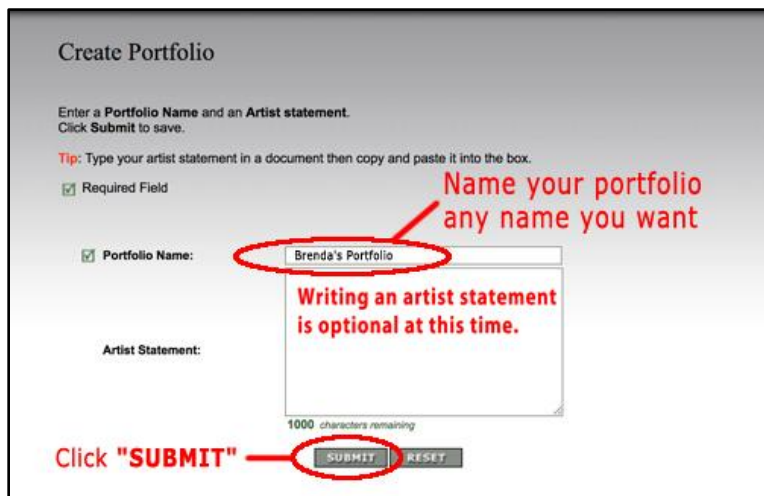 Create Portfolio
Enter a Portfolio Name and an Artist statement.
Click Submit to save.
Tip: Type your artist statement in a document then copy and paste it into the box.
Required Field
Name your portfolio
any name you want
Portfolio Name:
Brenda's Portfolio
Writing an artist statement
is optional at this time.
Artist Statement:
1000 characters remaining
Click "SUBMIT"
SUBMIT
RESET